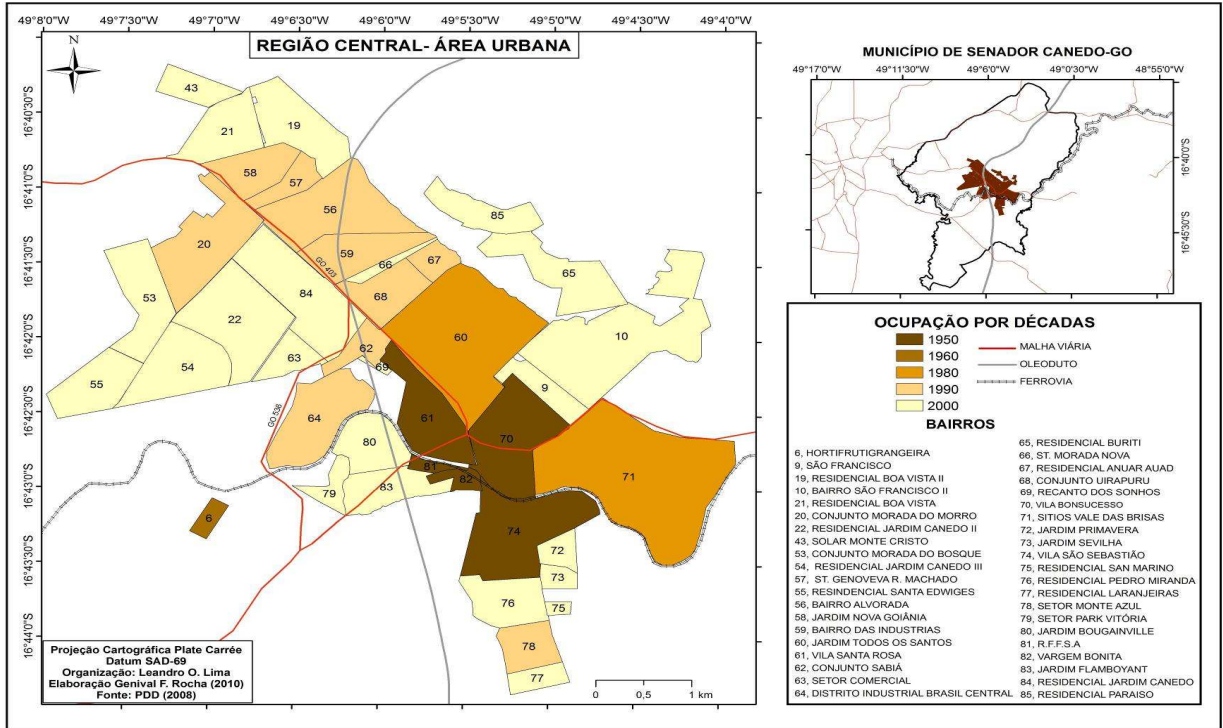 49°8'0"W 49°7'30"W 49°7'0"W 49°6'30"W 49°6'0"W 49°5'30"W 49°5'0"W 49°4'30"W 49°4'0"W
REGIÃO CENTRAL- ÁREA URBANA
N
16°40'30"S
16°41'0"S
16°41'30"S
16°42'0"S
16°42'30"S
16°43'0"S
16°43'30"S
16°44'0"S
43
21
19
58
57
56
85
20
59
66
67
65
GO 403
53
84
68
22
10
60
62
63
69
54
55
9
64
61
70
GO 536
80
81
82
71
79
83
6
74
72
73
76
75
78
77
Projeção Cartográfica Plate Carrée
Datum SAD-69
Organização: Leandro O. Lima
Elaboração Genival F. Rocha (2010)
Fonte: PDD (2008)
0 0,5 1 km
MUNICÍPIO DE SENADOR CANEDO-GO
49°17'0"W 49°11'30"W 49°6'0"W 49°0'30"W 48°55'0"W
16°40'0"S
16°45'30"S
OCUPAÇÃO POR DÉCADAS
1950
1960
1980
1990
2000
MALHA VIÁRIA
OLEODUTO
FERROVIA
BAIRROS
6, HORTIFRUTIGRANGEIRA
9, SÃO FRANCISCO
19, RESIDENCIAL BOA VISTA II
10, BAIRRO SÃO FRANCISCO II
21, RESIDENCIAL BOA VISTA
20, CONJUNTO MORADA DO MORRO
22, RESIDENCIAL JARDIM CANEDO II
43, SOLAR MONTE CRISTO
53, CONJUNTO MORADA DO BOSQUE
54, RESIDENCIAL JARDIM CANEDO III
57, ST. GENOVEVA R. MACHADO
55, RESINDENCIAL SANTA EDWIGES
56, BAIRRO ALVORADA
58, JARDIM NOVA GOIÂNIA
59, BAIRRO DAS INDUSTRIAS
60, JARDIM TODOS OS SANTOS
61, VILA SANTA ROSA
62, CONJUNTO SABIÁ
63, SETOR COMERCIAL
64, DISTRITO INDUSTRIAL BRASIL CENTRAL
65, RESIDENCIAL BURITI
66, ST. MORADA NOVA
67, RESIDENCIAL ANUAR AUAD
68, CONJUNTO UIRAPURU
69, RECANTO DOS SONHOS
70, VILA BONSUCESSO
71, SITIOS VALE DAS BRISAS
72, JARDIM PRIMAVERA
73, JARDIM SEVILHA
74, VILA SÃO SEBASTIÃO
75, RESIDENCIAL SAN MARINO
76, RESIDENCIAL PEDRO MIRANDA
77, RESIDENCIAL LARANJEIRAS
78, SETOR MONTE AZUL
79, SETOR PARK VITÓRIA
80, JARDIM BOUGAINVILLE
81, R.F.F.S.A
82, VARGEM BONITA
83, JARDIM FLAMBOYANT
84, RESIDENCIAL JARDIM CANEDO
85, RESIDENCIAL PARAISO